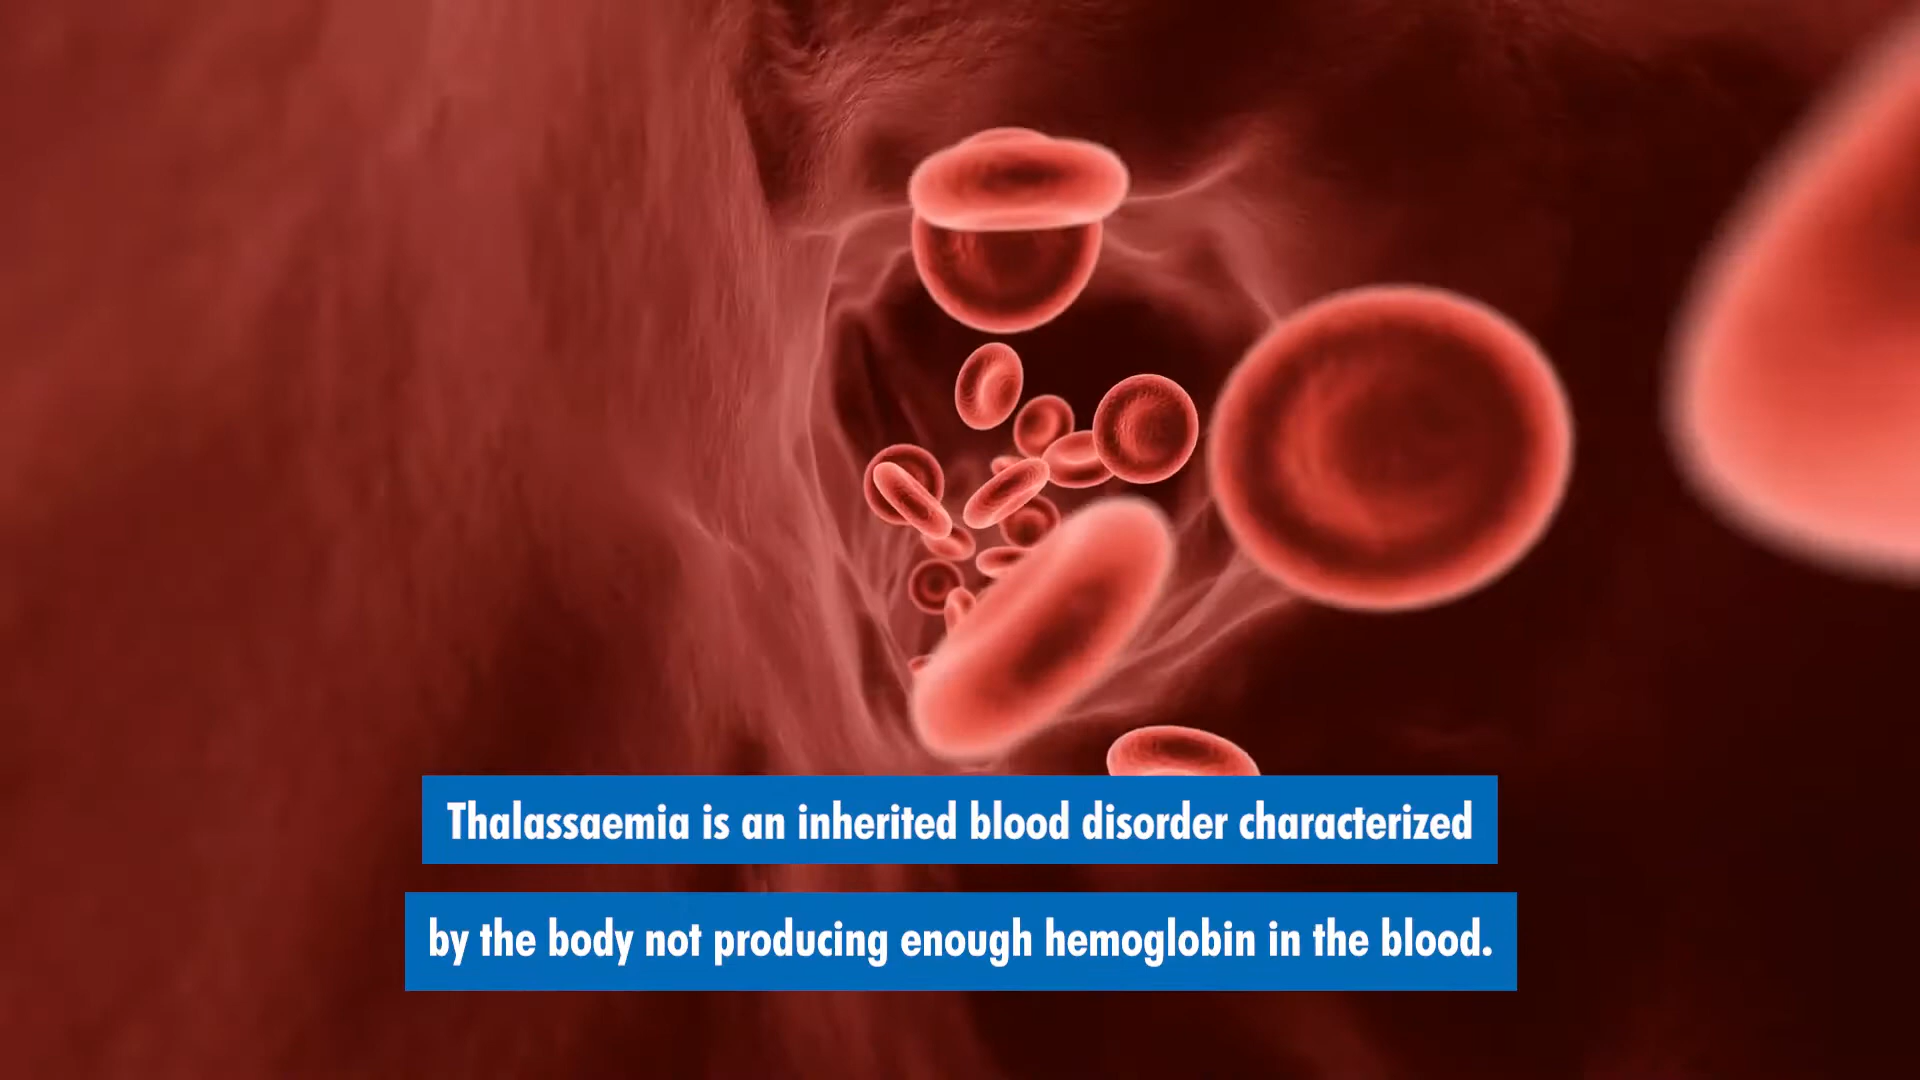 Thalassaemia is an inherited blood disorder characterized
by the body not producing enough hemoglobin in the blood.